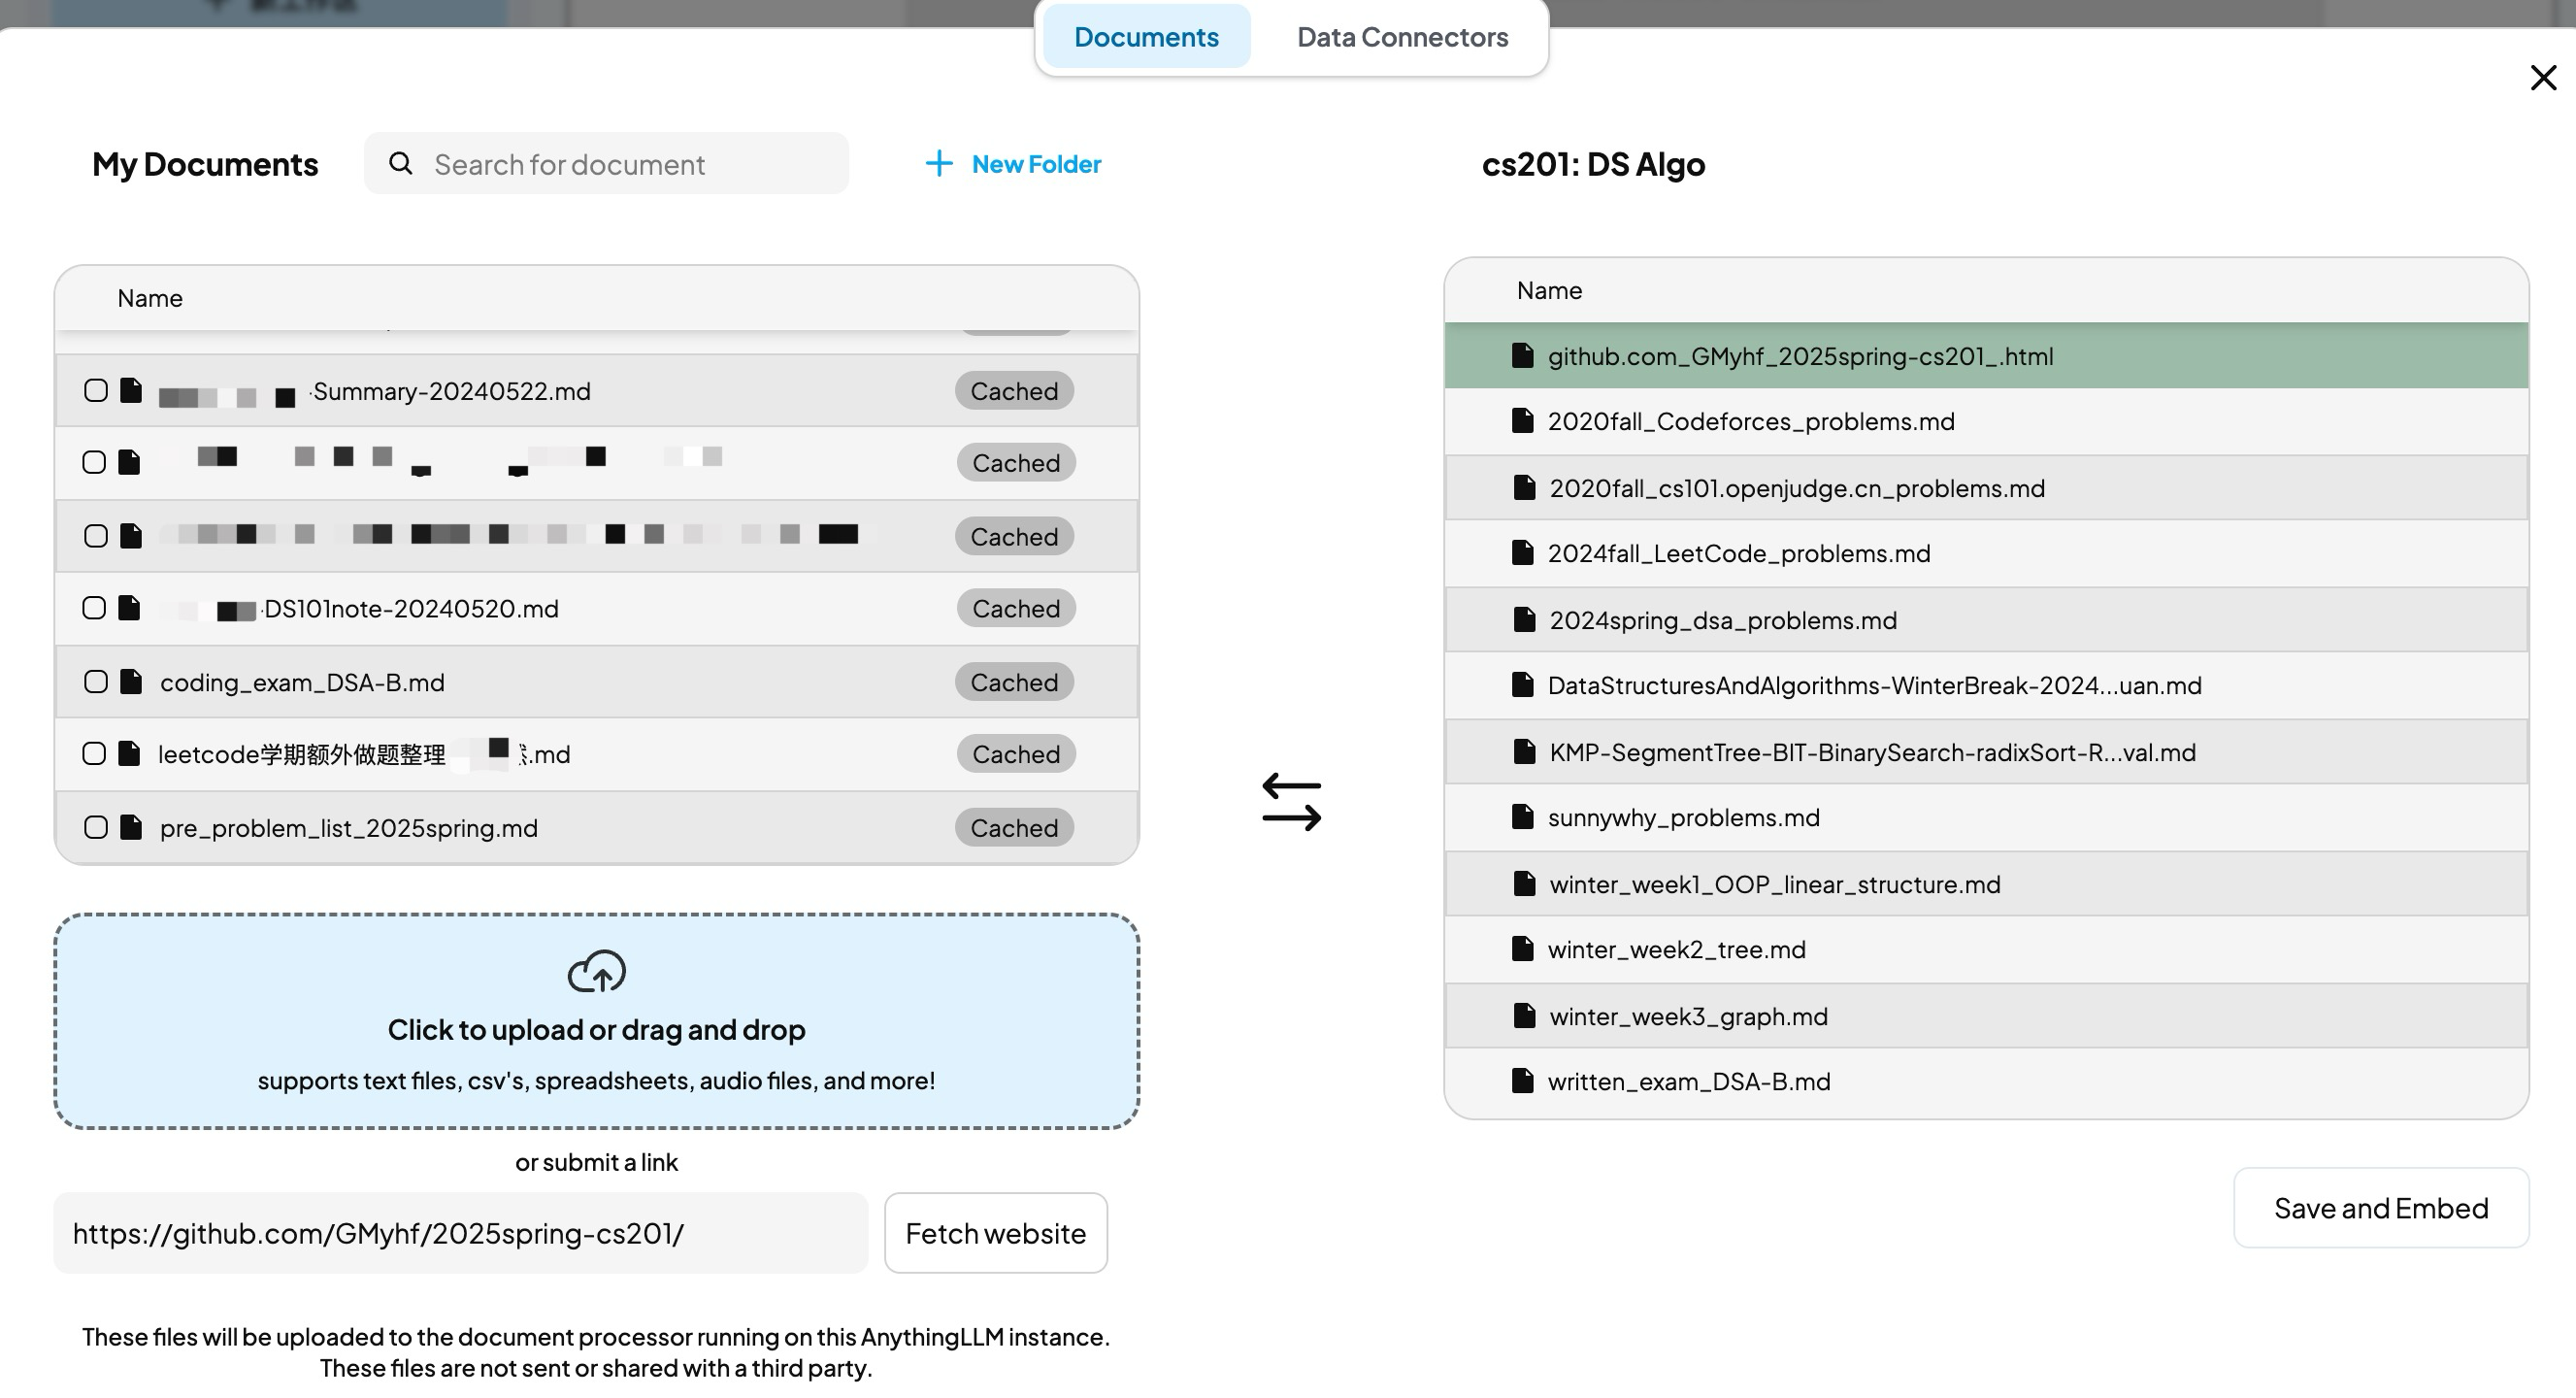 Documents
Data Connectors
My Documents
Search for document
New Folder
Name
Summary-20240522.md
Cached
Cached
Cached
DS101note-20240520.md
Cached
coding_exam_DSA-B.md
Cached
leetcode学期额外做题整理
.md
Cached
pre_problem_list_2025spring.md
Cached
Click to upload or drag and drop
supports text files, csv's, spreadsheets, audio files, and more!
or submit a link
https://github.com/GMyhf/2025spring-cs201/
Fetch website
These files will be uploaded to the document processor running on this AnythingLLM instance.
These files are not sent or shared with a third party.
cs201: DS Algo
Name
github.com_GMyhf_2025spring-cs201_.html
2020fall_Codeforces_problems.md
2020fall_cs101.openjudge.cn_problems.md
2024fall_LeetCode_problems.md
2024spring_dsa_problems.md
DataStructuresAndAlgorithms-WinterBreak-2024...uan.md
KMP-SegmentTree-BIT-BinarySearch-radixSort-R...val.md
sunnywhy_problems.md
winter_week1_OOP_linear_structure.md
winter_week2_tree.md
winter_week3_graph.md
written_exam_DSA-B.md
Save and Embed